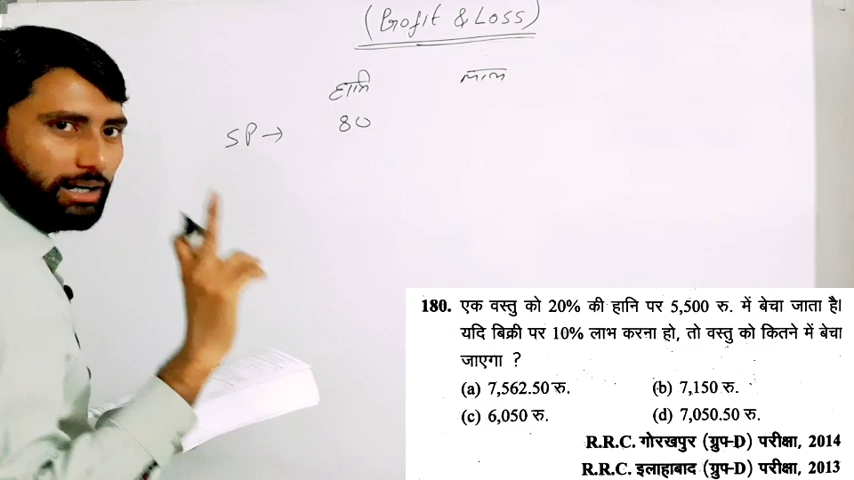 (Profit & Loss)
हानि लाभ
SP → 80
180. एक वस्तु को 20% की हानि पर 5,500 रु. में बेचा जाता है।
यदि बिक्री पर 10% लाभ करना हो, तो वस्तु को कितने में बेचा
जाएगा ?
(a) 7,562.50 रु. (b) 7,150 रु.
(c) 6,050 रु. (d) 7,050.50 रु.
R.R.C. गोरखपुर (ग्रुप-D) परीक्षा, 2014
R.R.C. इलाहाबाद (ग्रुप-D) परीक्षा, 2013